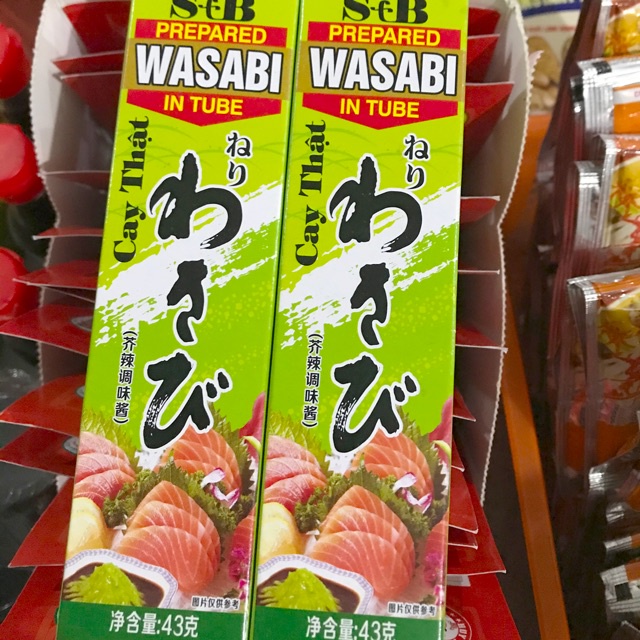 S&B
PREPARED
WASABI
IN TUBE
Cay Thật
ねり
わさび
(芥辣调味酱)
图片仅供参考
净含量:43克
S&B
PREPARED
WASABI
IN TUBE
Cay Thật
ねり
わさび
(芥辣调味酱)
图片仅供参考
净含量:43克